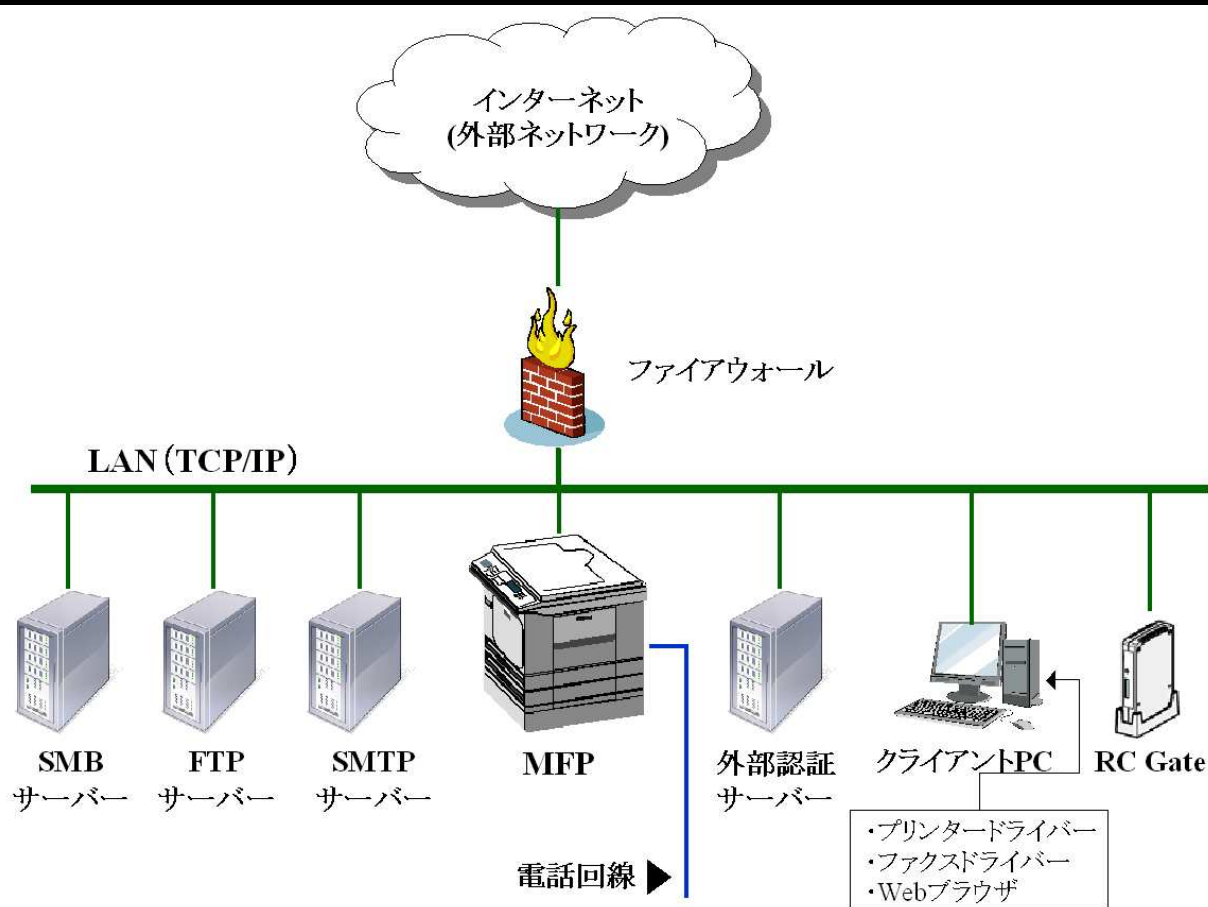 インターネット
(外部ネットワーク)
ファイアウォール
LAN（TCP/IP）
SMB
サーバー
FTP
サーバー
SMTP
サーバー
MFP
外部認証
サーバー
クライアントPC
RC Gate
・プリンタードライバー
・ファクスドライバー
・Webブラウザ
電話回線